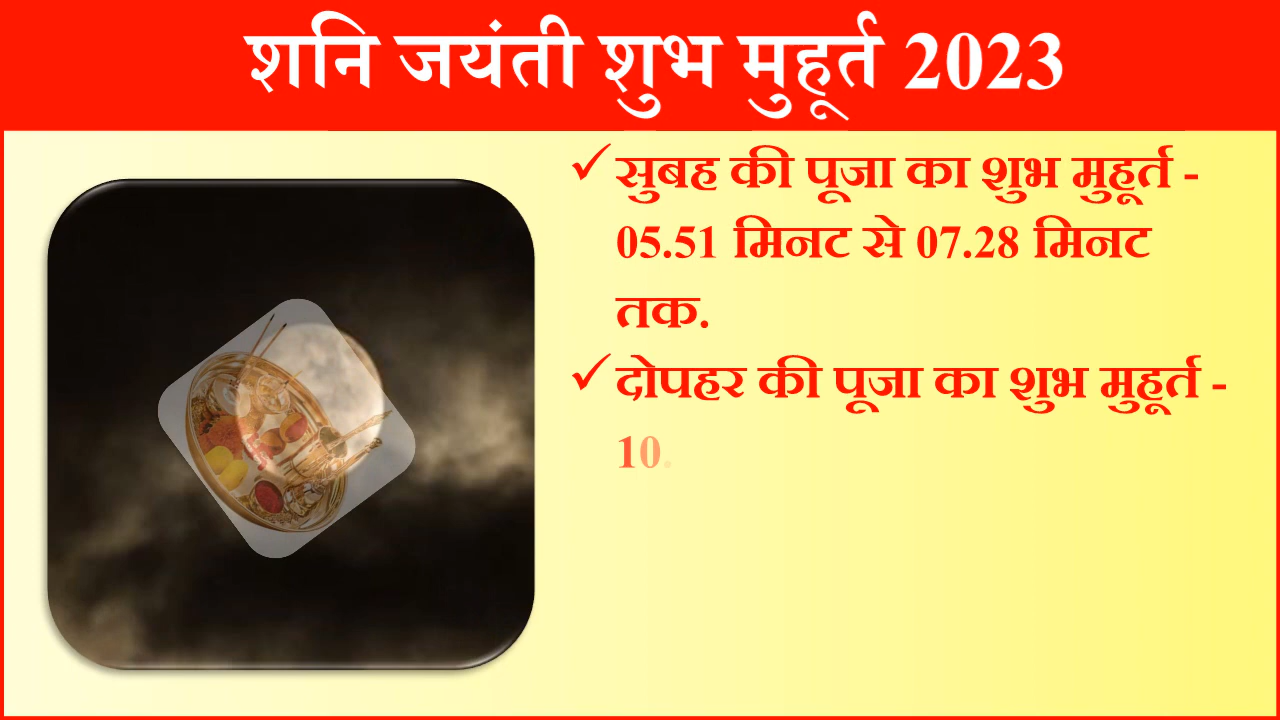 शनि जयंती शुभ मुहूर्त 2023
सुबह की पूजा का शुभ मुहूर्त -
05.51 मिनट से 07.28 मिनट
तक.
दोपहर की पूजा का शुभ मुहूर्त -
10.